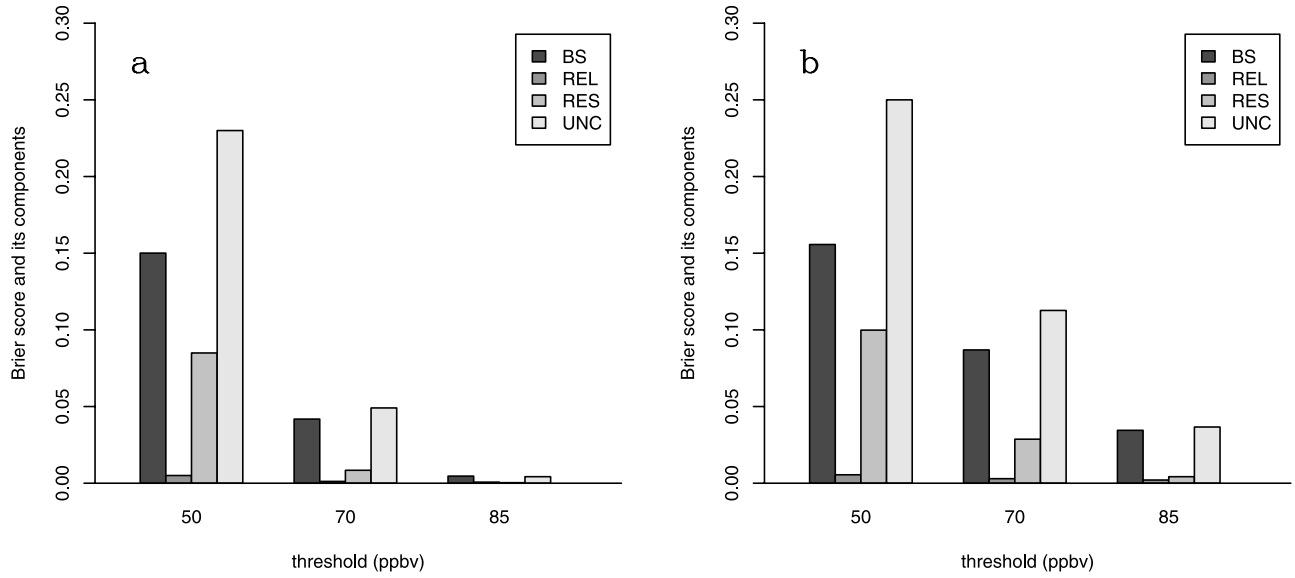 a
Brier score and its components
0.30
0.25
0.20
0.15
0.10
0.05
0.00
BS
REL
RES
UNC
50 70 85
threshold (ppbv)
b
Brier score and its components
0.30
0.25
0.20
0.15
0.10
0.05
0.00
BS
REL
RES
UNC
50 70 85
threshold (ppbv)